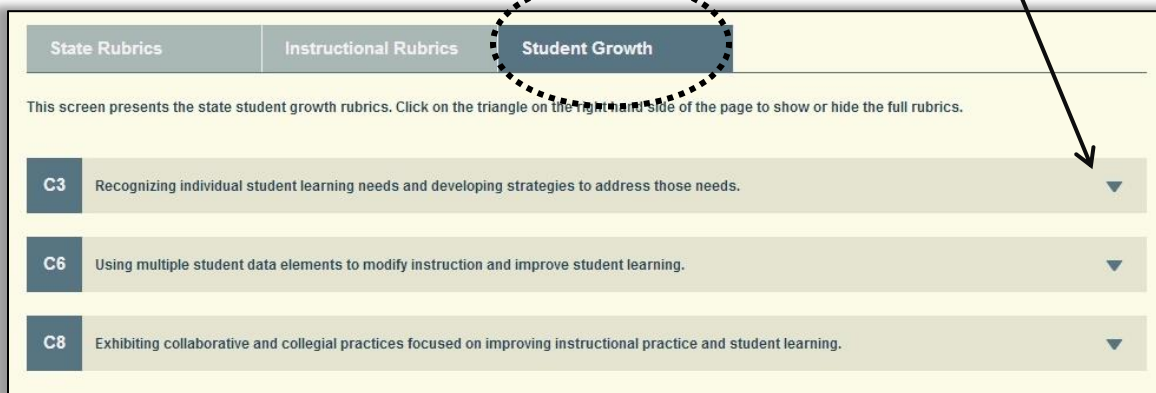 State Rubrics
Instructional Rubrics
Student Growth
This screen presents the state student growth rubrics. Click on the triangle on the right hand side of the page to show or hide the full rubrics.
C3 Recognizing individual student learning needs and developing strategies to address those needs.
C6 Using multiple student data elements to modify instruction and improve student learning.
C8 Exhibiting collaborative and collegial practices focused on improving instructional practice and student learning.